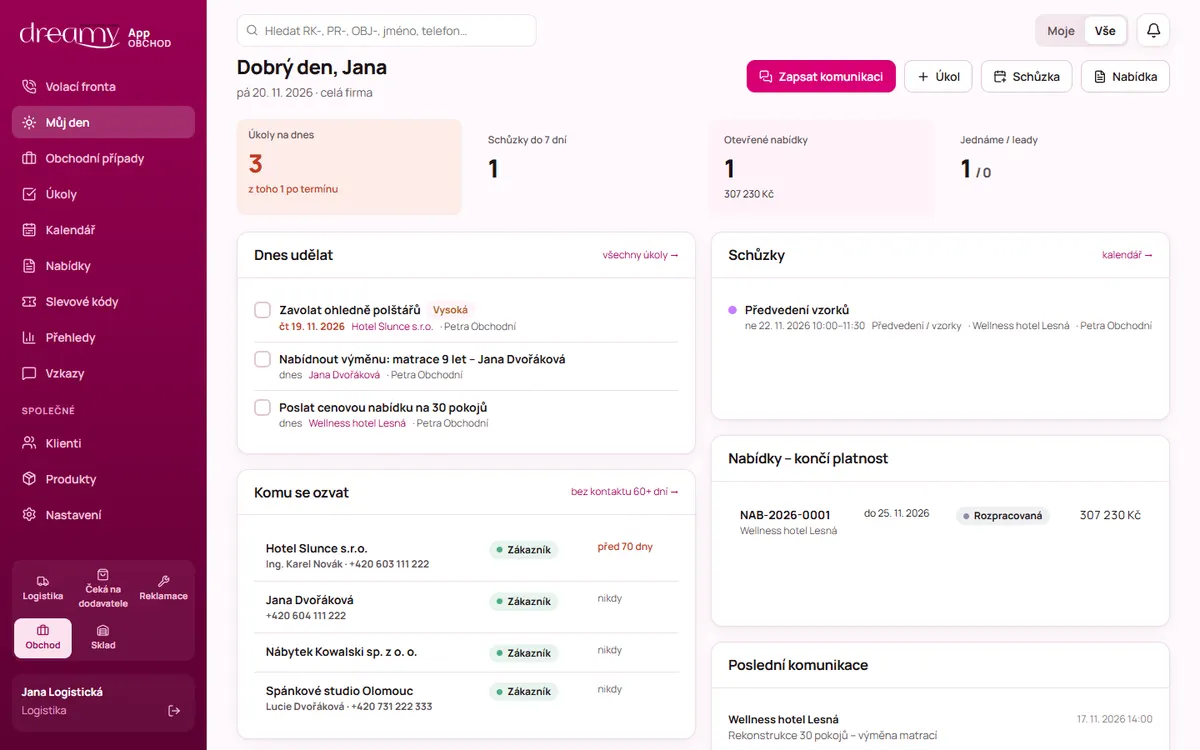 dreamy App
OBCHOD
Volací fronta
Můj den
Obchodní případy
Úkoly
Kalendář
Nabídky
Slevové kódy
Přehledy
Vzkazy
SPOLEČNÉ
Klienti
Produkty
Nastavení
Logistika
Čeká na
dodavatele
Reklamace
Obchod
Sklad
Jana Logistická
Logistika
Hledat RK-, PR-, OBJ-, jméno, telefon...
Moje
Vše
Dobrý den, Jana
pá 20. 11. 2026 · celá firma
Zapsat komunikaci
+ Úkol
Schůzka
Nabídka
Úkoly na dnes
3
z toho 1 po termínu
Schůzky do 7 dní
1
Otevřené nabídky
1
307 230 Kč
Jednáme / leady
1 / 0
Dnes udělat
všechny úkoly →
Zavolat ohledně polštářů Vysoká
čt 19. 11. 2026 Hotel Slunce s.r.o. · Petra Obchodní
Nabídnout výměnu: matrace 9 let – Jana Dvořáková
dnes Jana Dvořáková · Petra Obchodní
Poslat cenovou nabídku na 30 pokojů
dnes Wellness hotel Lesná · Petra Obchodní
Komu se ozvat
bez kontaktu 60+ dní →
Hotel Slunce s.r.o. Zákazník před 70 dny
Ing. Karel Novák · +420 603 111 222
Jana Dvořáková Zákazník nikdy
+420 604 111 222
Nábytek Kowalski sp. z o. o. Zákazník nikdy
Spánkové studio Olomouc Zákazník nikdy
Lucie Dvořáková · +420 731 222 333
Schůzky
kalendář →
Předvedení vzorků
ne 22. 11. 2026 10:00–11:30 Předvedení / vzorky · Wellness hotel Lesná · Petra Obchodní
Nabídky – končí platnost
NAB-2026-0001 do 25. 11. 2026 Rozpracovaná 307 230 Kč
Wellness hotel Lesná
Poslední komunikace
Wellness hotel Lesná 17. 11. 2026 14:00
Rekonstrukce 30 pokojů – výměna matrací